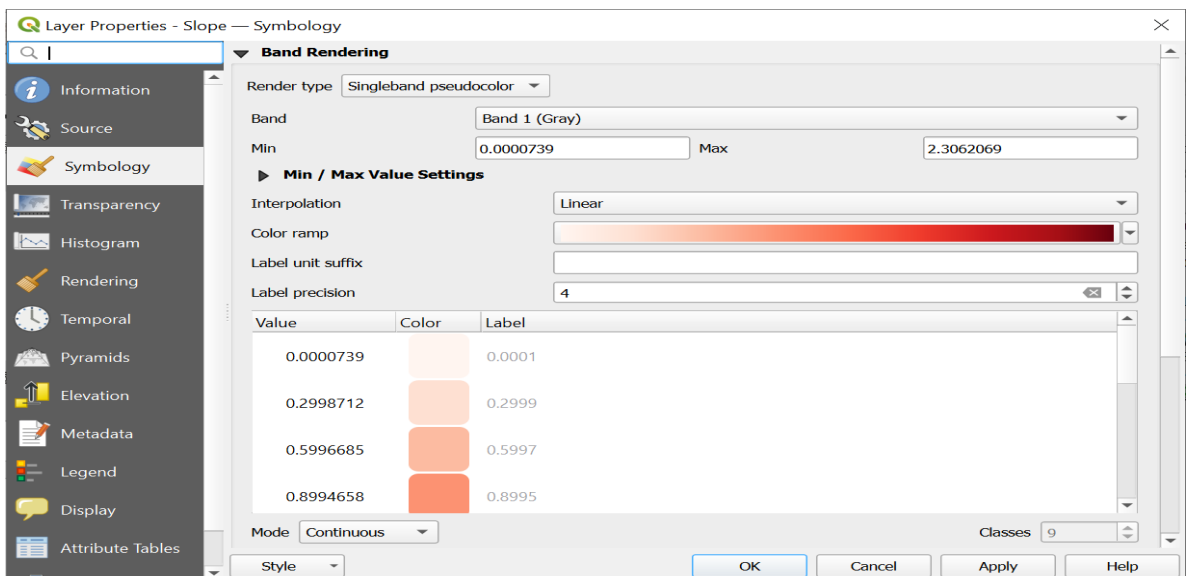 Layer Properties - Slope — Symbology
Information
Source
Symbology
Transparency
Histogram
Rendering
Temporal
Pyramids
Elevation
Metadata
Legend
Display
Attribute Tables
Band Rendering
Render type Singleband pseudocolor
Band Band 1 (Gray)
Min 0.0000739 Max 2.3062069
Min / Max Value Settings
Interpolation Linear
Color ramp
Label unit suffix
Label precision 4
Value Color Label
0.0000739 0.0001
0.2998712 0.2999
0.5996685 0.5997
0.8994658 0.8995
Mode Continuous Classes 9
Style OK Cancel Apply Help